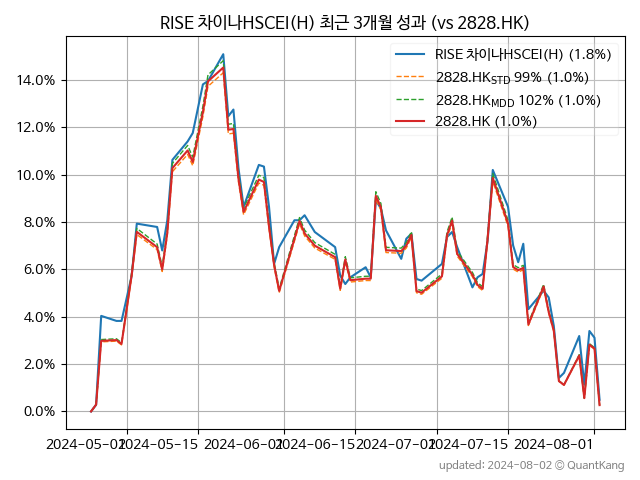 RISE 차이나HSCEI(H) 최근 3개월 성과 (vs 2828.HK)
RISE 차이나HSCEI(H) (1.8%)
2828.HK_STD 99% (1.0%)
2828.HK_MDD 102% (1.0%)
2828.HK (1.0%)
14.0%
12.0%
10.0%
8.0%
6.0%
4.0%
2.0%
0.0%
2024-05-01 2024-05-15 2024-06-01 2024-06-15 2024-07-01 2024-07-15 2024-08-01
updated: 2024-08-02 © QuantKang